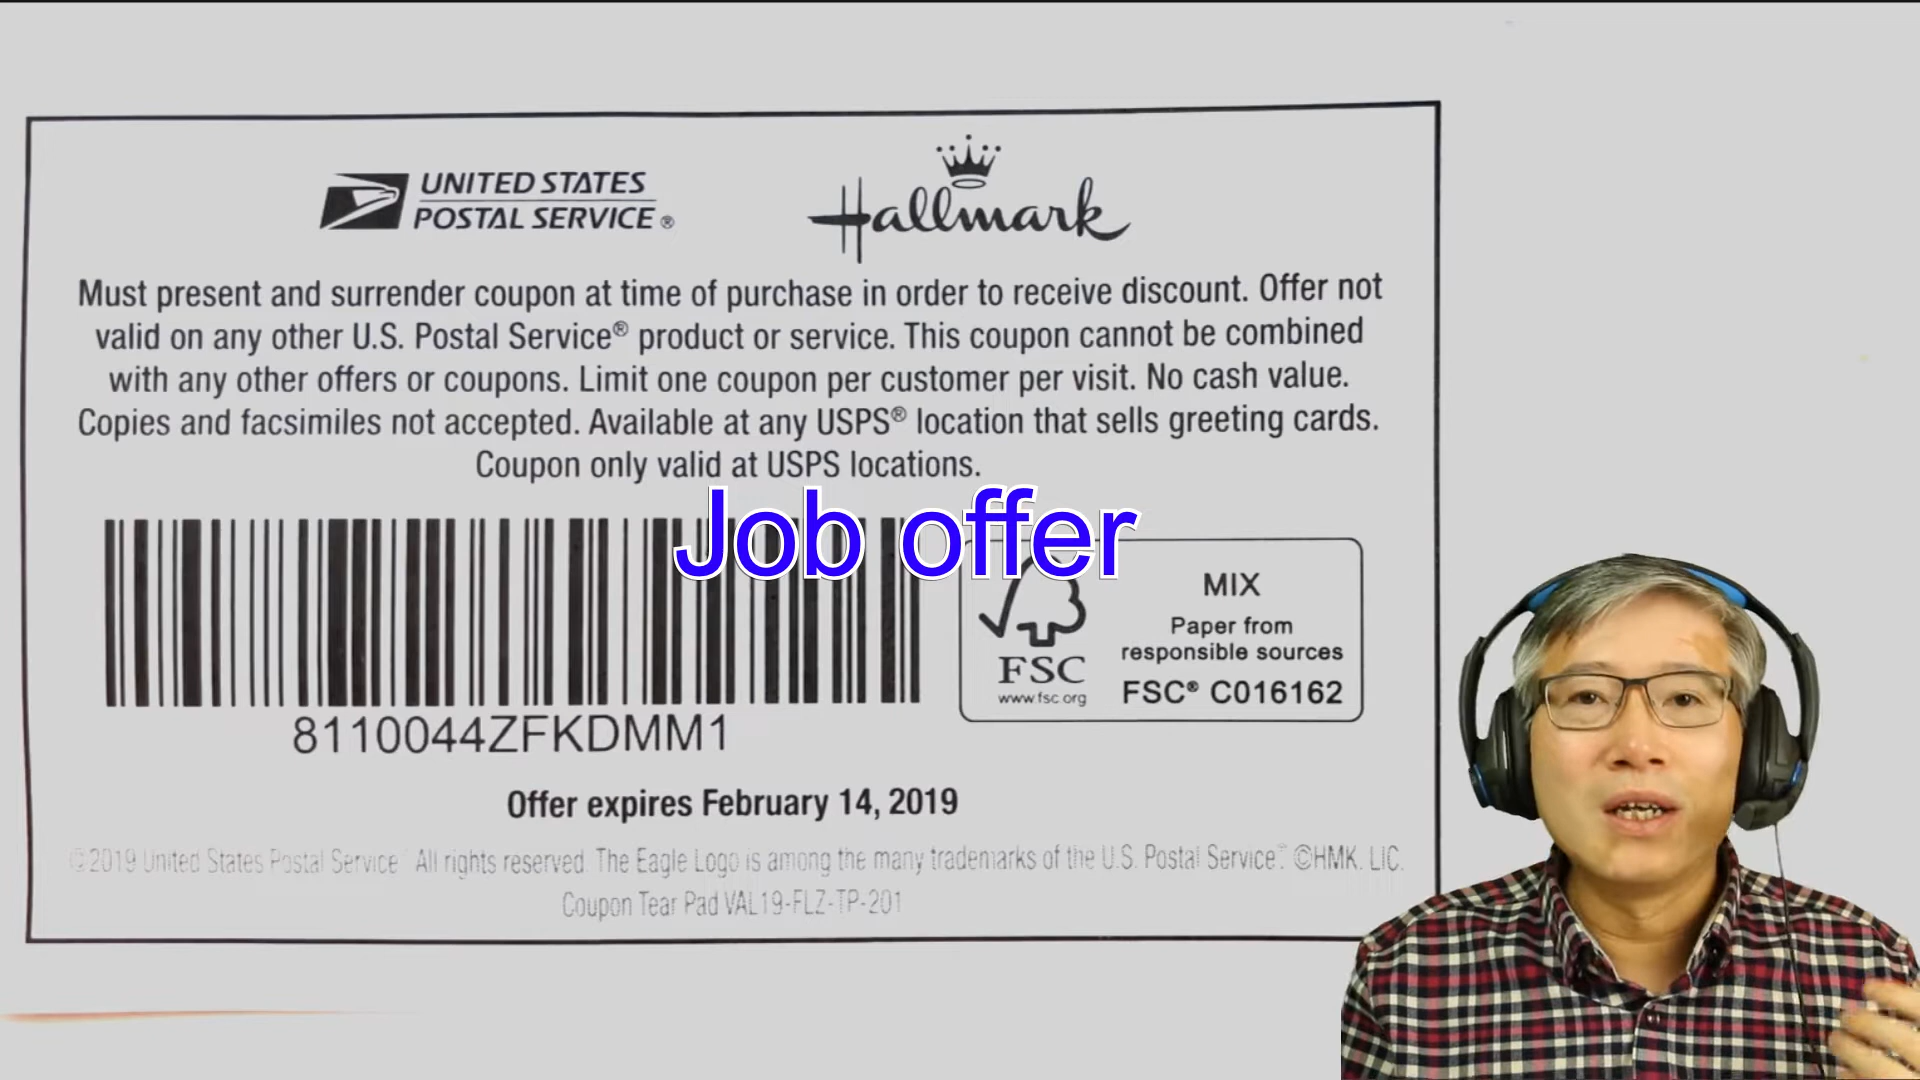 UNITED STATES
POSTAL SERVICE®
Hallmark
Must present and surrender coupon at time of purchase in order to receive discount. Offer not
valid on any other U.S. Postal Service® product or service. This coupon cannot be combined
with any other offers or coupons. Limit one coupon per customer per visit. No cash value.
Copies and facsimiles not accepted. Available at any USPS® location that sells greeting cards.
Coupon only valid at USPS locations.
Job offer
MIX
Paper from
responsible sources
FSC
www.fsc.org
FSC® C016162
8110044ZFKDMM1
Offer expires February 14, 2019
©2019 United States Postal Service® All rights reserved. The Eagle Logo is among the many trademarks of the U.S. Postal Service®. ©HMK. LIC.
Coupon Tear Pad VAL19-FLZ-TP-201